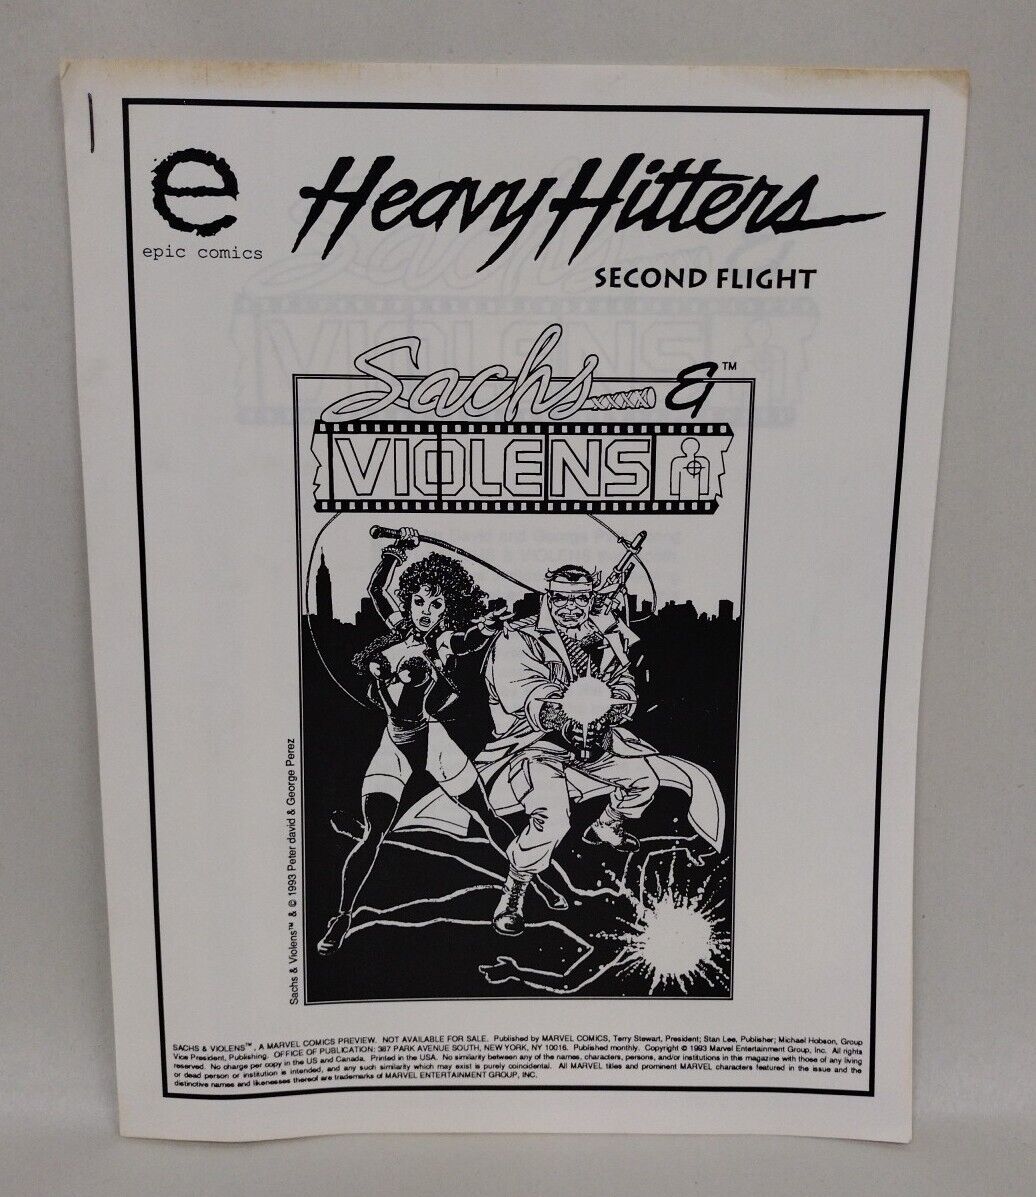 e
epic comics
Heavy Hitters
SECOND FLIGHT
Sachs & ™
VIOLENS
Sachs & Violens™ & © 1993 Peter david & George Perez
SACHS & VIOLENS™, A MARVEL COMICS PREVIEW. NOT AVAILABLE FOR SALE. Published by MARVEL COMICS, Terry Stewart, President; Stan Lee, Publisher; Michael Hobson, Group
Vice President, Publishing. OFFICE OF PUBLICATION: 387 PARK AVENUE SOUTH, NEW YORK, NY 10016. Published monthly. Copyright © 1993 Marvel Entertainment Group, Inc. All rights
reserved. No charge per copy in the US and Canada. Printed in the USA. No similarity between any of the names, characters, persons, and/or institutions in this magazine with those of any living
or dead person or institution is intended, and any such similarity which may exist is purely coincidental. All MARVEL titles and prominent MARVEL characters featured in the issue and the
distinctive names and likenesses thereof are trademarks of MARVEL ENTERTAINMENT GROUP, INC.